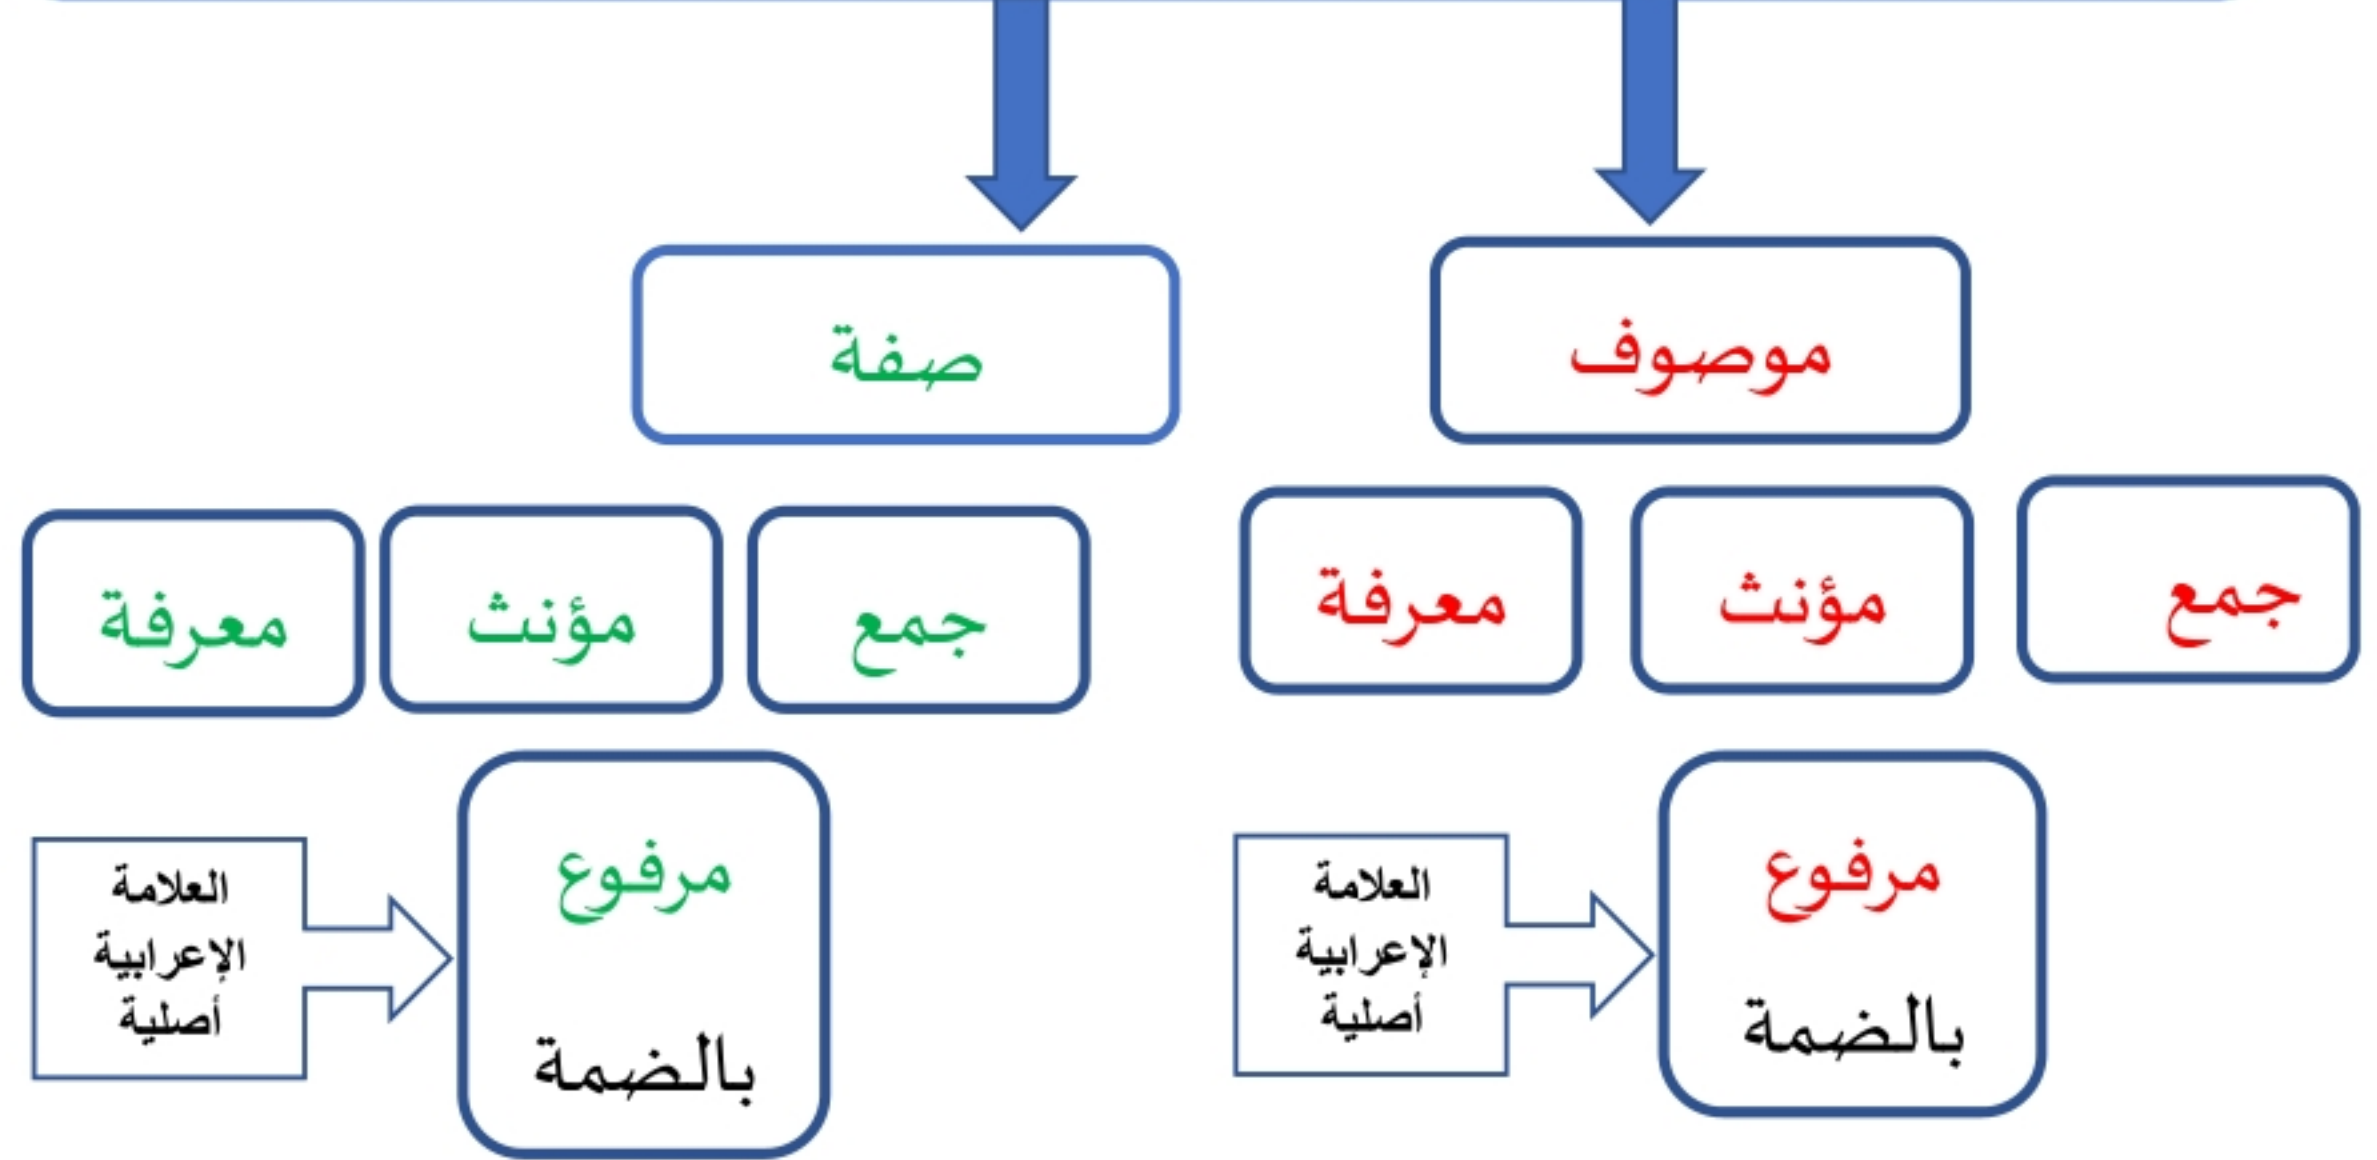 موصوف
صفة
جمع
مؤنث
معرفة
جمع
مؤنث
معرفة
مرفوع
بالضمة
العلامة
الإعرابية
أصلية
مرفوع
بالضمة
العلامة
الإعرابية
أصلية